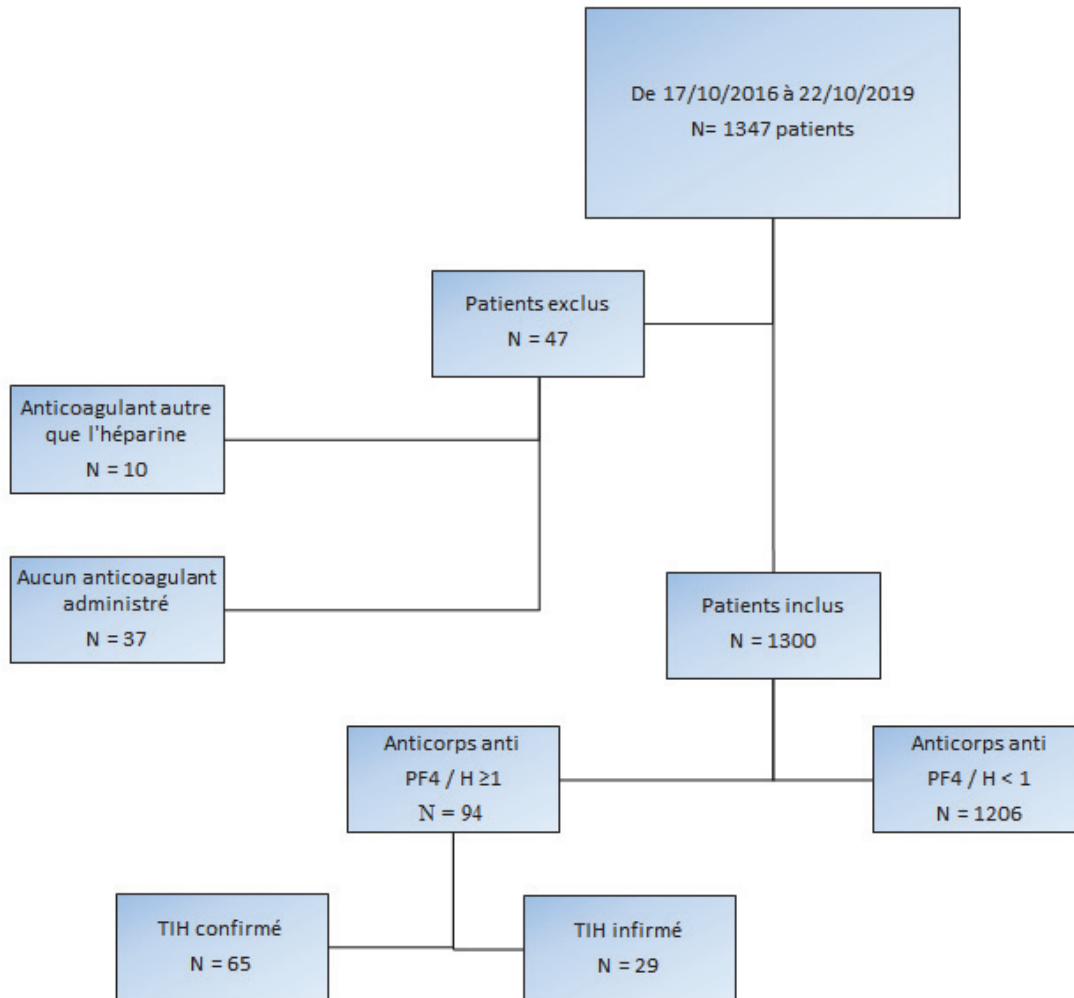 De 17/10/2016 à 22/10/2019
N= 1347 patients
Patients exclus
N = 47
Anticoagulant autre
que l'héparine
N = 10
Aucun anticoagulant
administré
N = 37
Patients inclus
N = 1300
Anticorps anti
PF4 / H ≥1
N = 94
Anticorps anti
PF4 / H < 1
N = 1206
TIH confirmé
N = 65
TIH infirmé
N = 29